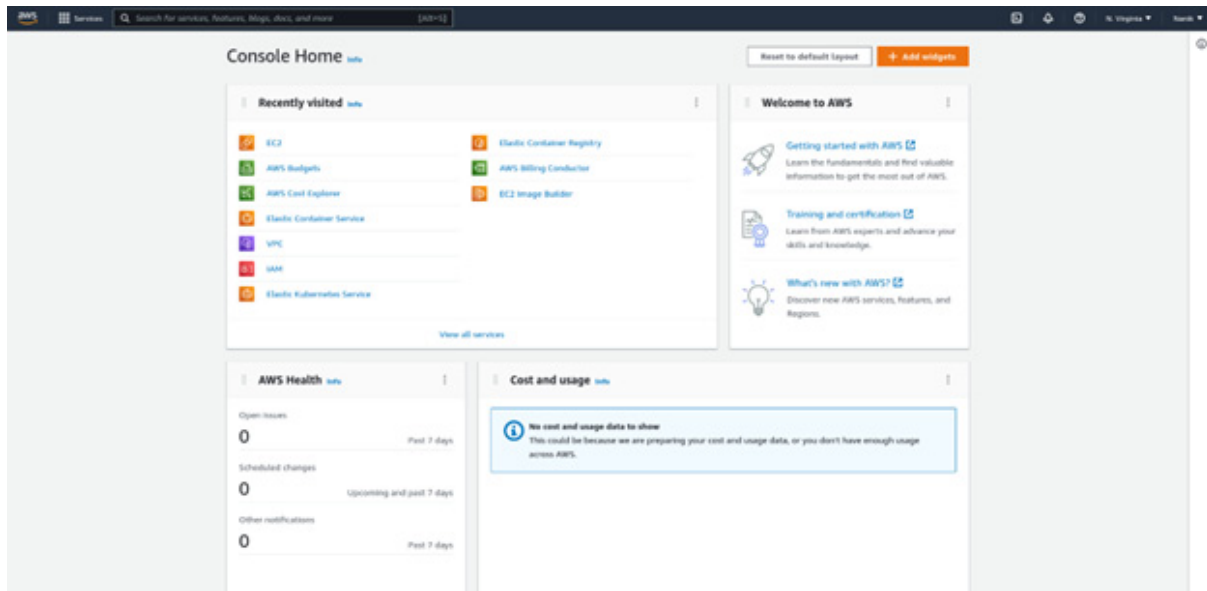 aws
Services
Search for services, features, blogs, docs, and more
[Alt+S]
N. Virginia
Console Home Info
Reset to default layout
+ Add widgets
Recently visited Info
EC2
AWS Budgets
AWS Cost Explorer
Elastic Container Service
VPC
IAM
Elastic Kubernetes Service
Elastic Container Registry
AWS Billing Conductor
EC2 Image Builder
View all services
Welcome to AWS
Getting started with AWS
Learn the fundamentals and find valuable
information to get the most out of AWS.
Training and certification
Learn from AWS experts and advance your
skills and knowledge.
What's new with AWS?
Discover new AWS services, features, and
Regions.
AWS Health Info
Open issues
0
Past 7 days
Scheduled changes
0
Upcoming and past 7 days
Other notifications
0
Past 7 days
Cost and usage Info
No cost and usage data to show
This could be because we are preparing your cost and usage data, or you don't have enough usage
across AWS.